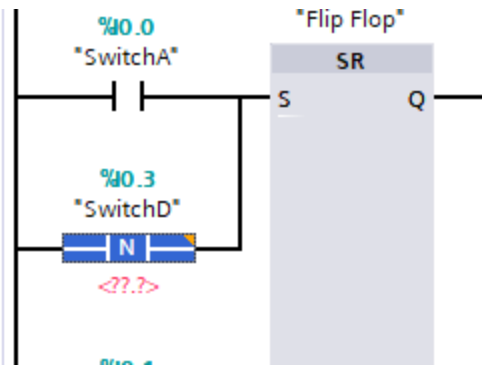 "Flip Flop"
%I0.0
"SwitchA"
SR
S
Q
%I0.3
"SwitchD"
N
<??.?>